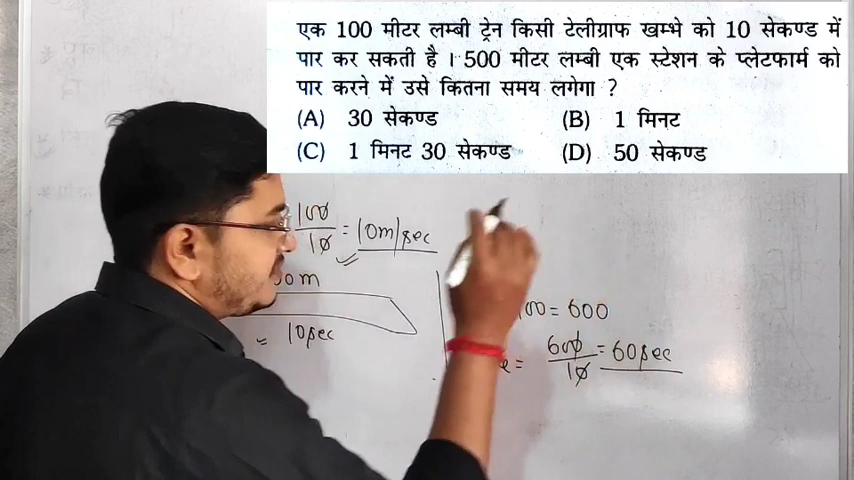 एक 100 मीटर लम्बी ट्रेन किसी टेलीग्राफ खम्भे को 10 सेकण्ड में
पार कर सकती है । 500 मीटर लम्बी एक स्टेशन के प्लेटफार्म को
पार करने में उसे कितना समय लगेगा ?
(A) 30 सेकण्ड (B) 1 मिनट
(C) 1 मिनट 30 सेकण्ड (D) 50 सेकण्ड
100/10 = 10m/sec
m
= 10sec
100 = 600
= 600/10 = 60sec